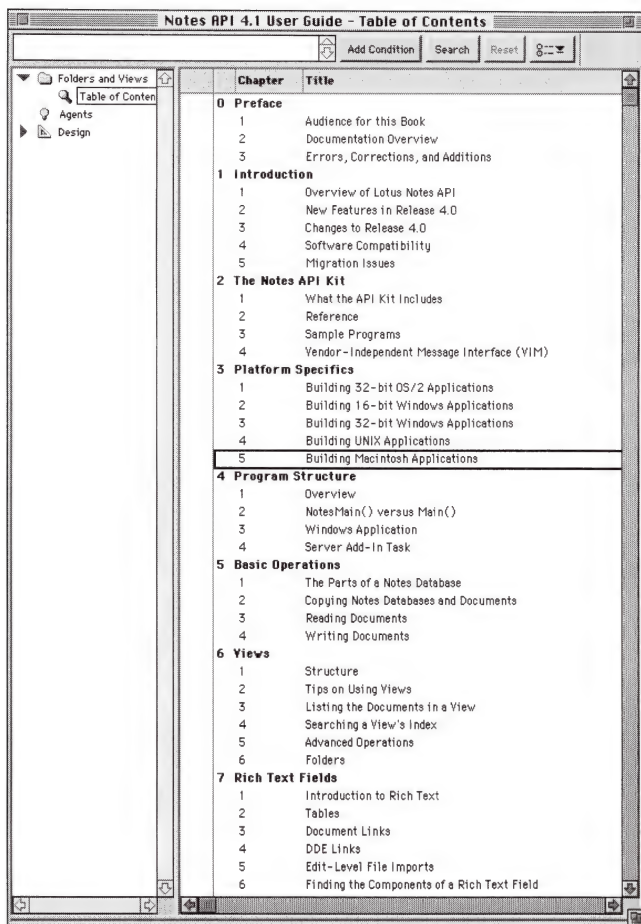 Notes API 4.1 User Guide - Table of Contents
Add Condition Search Reset
Folders and Views
Table of Conten
Agents
Design
Chapter Title
0 Preface
1 Audience for this Book
2 Documentation Overview
3 Errors, Corrections, and Additions
1 Introduction
1 Overview of Lotus Notes API
2 New Features in Release 4.0
3 Changes to Release 4.0
4 Software Compatibility
5 Migration Issues
2 The Notes API Kit
1 What the API Kit Includes
2 Reference
3 Sample Programs
4 Vendor-Independent Message Interface (VIM)
3 Platform Specifics
1 Building 32-bit OS/2 Applications
2 Building 16-bit Windows Applications
3 Building 32-bit Windows Applications
4 Building UNIX Applications
5 Building Macintosh Applications
4 Program Structure
1 Overview
2 NotesMain() versus Main()
3 Windows Application
4 Server Add-In Task
5 Basic Operations
1 The Parts of a Notes Database
2 Copying Notes Databases and Documents
3 Reading Documents
4 Writing Documents
6 Views
1 Structure
2 Tips on Using Views
3 Listing the Documents in a View
4 Searching a View's Index
5 Advanced Operations
6 Folders
7 Rich Text Fields
1 Introduction to Rich Text
2 Tables
3 Document Links
4 DDE Links
5 Edit-Level File Imports
6 Finding the Components of a Rich Text Field